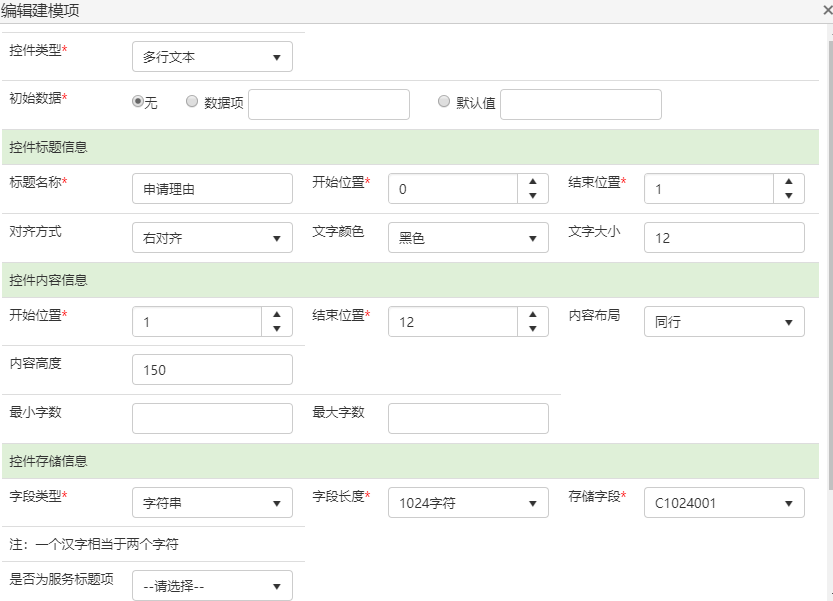 编辑建模项
控件类型* 多行文本
初始数据* 无 数据项 默认值
控件标题信息
标题名称* 申请理由 开始位置* 0 结束位置* 1
对齐方式 右对齐 文字颜色 黑色 文字大小 12
控件内容信息
开始位置* 1 结束位置* 12 内容布局 同行
内容高度 150
最小字数 最大字数
控件存储信息
字段类型* 字符串 字段长度* 1024字符 存储字段* C1024001
注：一个汉字相当于两个字符
是否为服务标题项 --请选择--